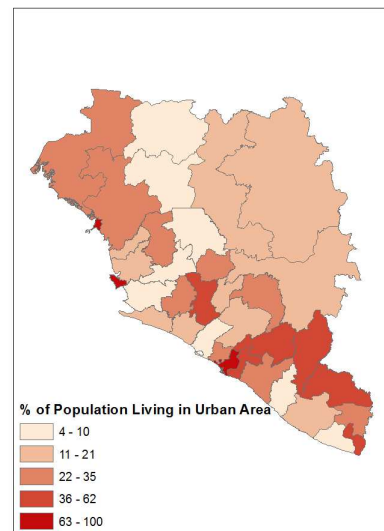 % of Population Living in Urban Area
4 - 10
11 - 21
22 - 35
36 - 62
63 - 100